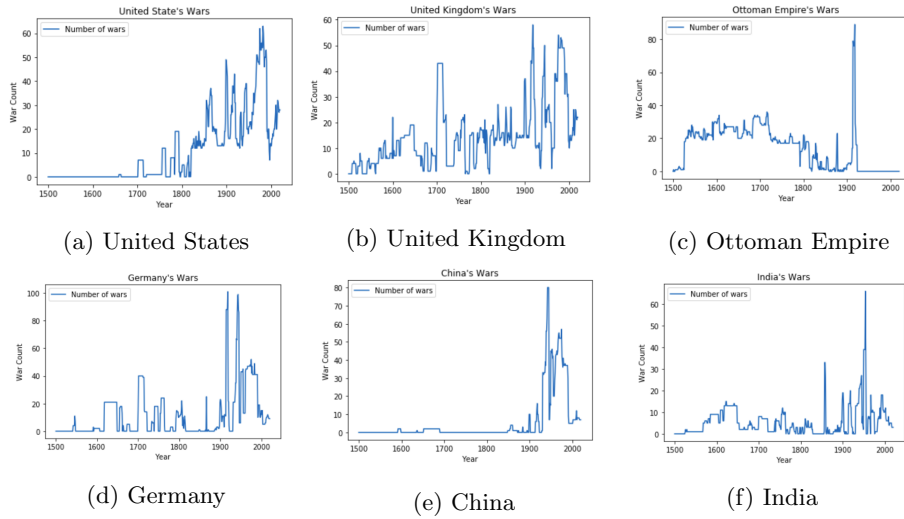 United State's Wars
Number of wars
War Count
60
50
40
30
20
10
0
1500 1600 1700 1800 1900 2000
Year
(a) United States
United Kingdom's Wars
Number of wars
War Count
60
50
40
30
20
10
0
1500 1600 1700 1800 1900 2000
Year
(b) United Kingdom
Ottoman Empire's Wars
Number of wars
War Count
80
60
40
20
0
1500 1600 1700 1800 1900 2000
Year
(c) Ottoman Empire
Germany's Wars
Number of wars
War Count
100
80
60
40
20
0
1500 1600 1700 1800 1900 2000
Year
(d) Germany
China's Wars
Number of wars
War Count
80
70
60
50
40
30
20
10
0
1500 1600 1700 1800 1900 2000
Year
(e) China
India's Wars
Number of wars
War Count
60
50
40
30
20
10
0
1500 1600 1700 1800 1900 2000
Year
(f) India